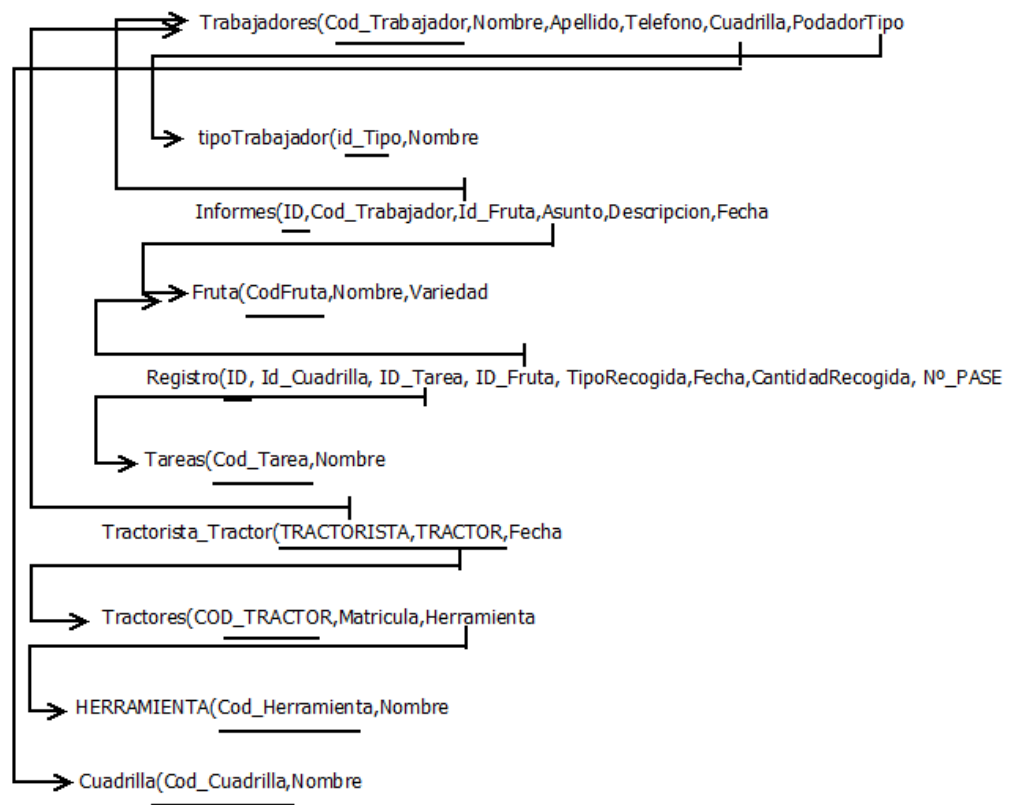 Trabajadores(Cod_Trabajador,Nombre,Apellido,Telefono,Cuadrilla,PodadorTipo
tipoTrabajador(id_Tipo,Nombre
Informes(ID,Cod_Trabajador,Id_Fruta,Asunto,Descripcion,Fecha
Fruta(CodFruta,Nombre,Variedad
Registro(ID, Id_Cuadrilla, ID_Tarea, ID_Fruta, TipoRecogida,Fecha,CantidadRecogida, Nº_PASE
Tareas(Cod_Tarea,Nombre
Tractorista_Tractor(TRACTORISTA,TRACTOR,Fecha
Tractores(COD_TRACTOR,Matricula,Herramienta
HERRAMIENTA(Cod_Herramienta,Nombre
Cuadrilla(Cod_Cuadrilla,Nombre